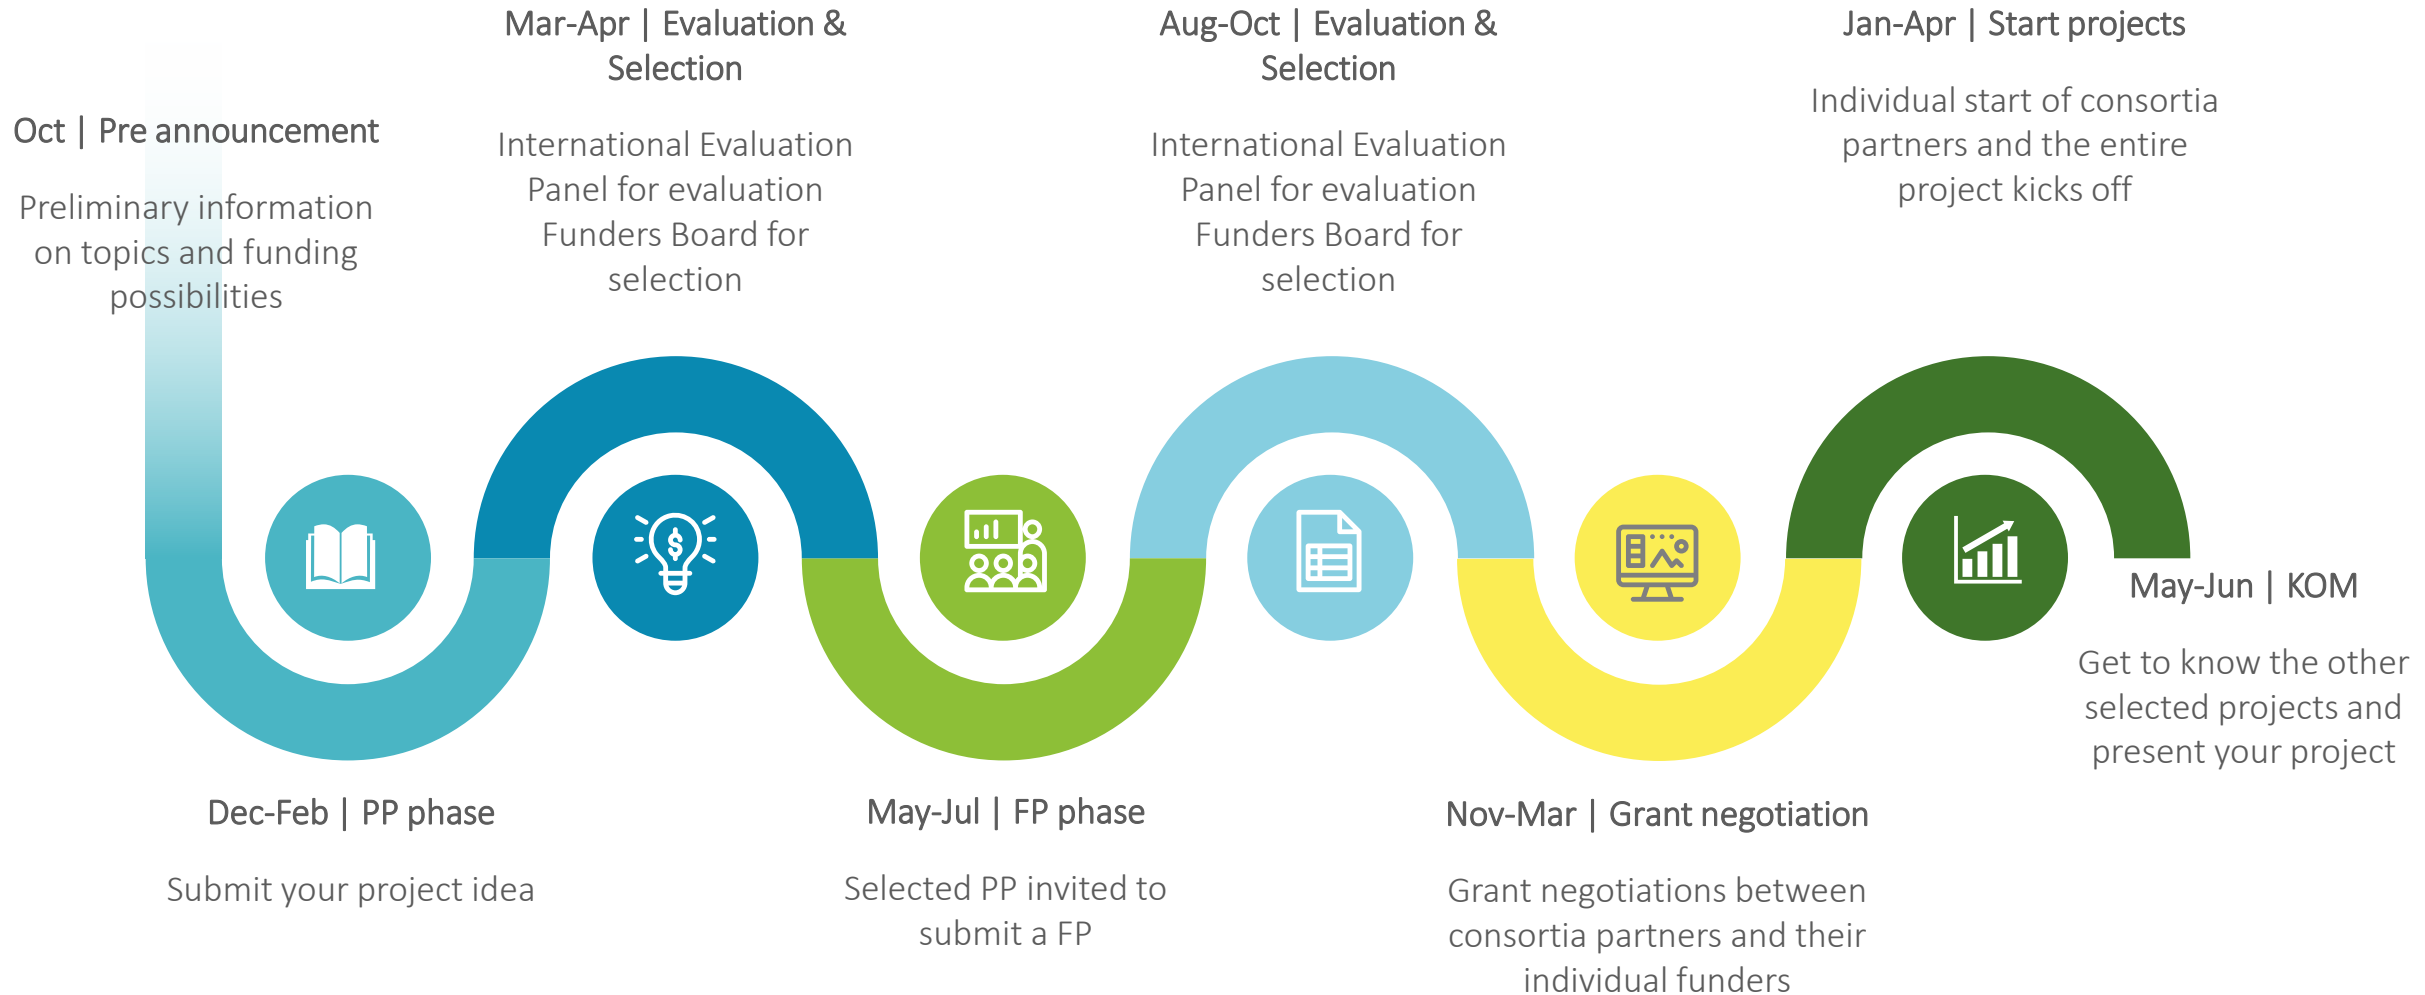 Oct | Pre announcement
Preliminary information
on topics and funding
possibilities
Dec-Feb | PP phase
Submit your project idea
Mar-Apr | Evaluation &
Selection
International Evaluation
Panel for evaluation
Funders Board for
selection
May-Jul | FP phase
Selected PP invited to
submit a FP
Aug-Oct | Evaluation &
Selection
International Evaluation
Panel for evaluation
Funders Board for
selection
Nov-Mar | Grant negotiation
Grant negotiations between
consortia partners and their
individual funders
Jan-Apr | Start projects
Individual start of consortia
partners and the entire
project kicks off
May-Jun | KOM
Get to know the other
selected projects and
present your project
$